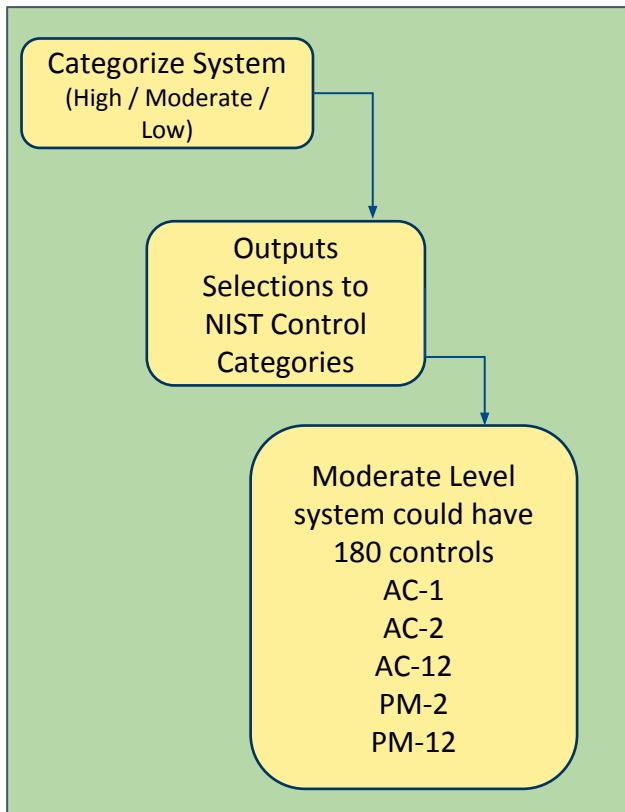 Categorize System
(High / Moderate /
Low)
Outputs
Selections to
NIST Control
Categories
Moderate Level
system could have
180 controls
AC-1
AC-2
AC-12
PM-2
PM-12